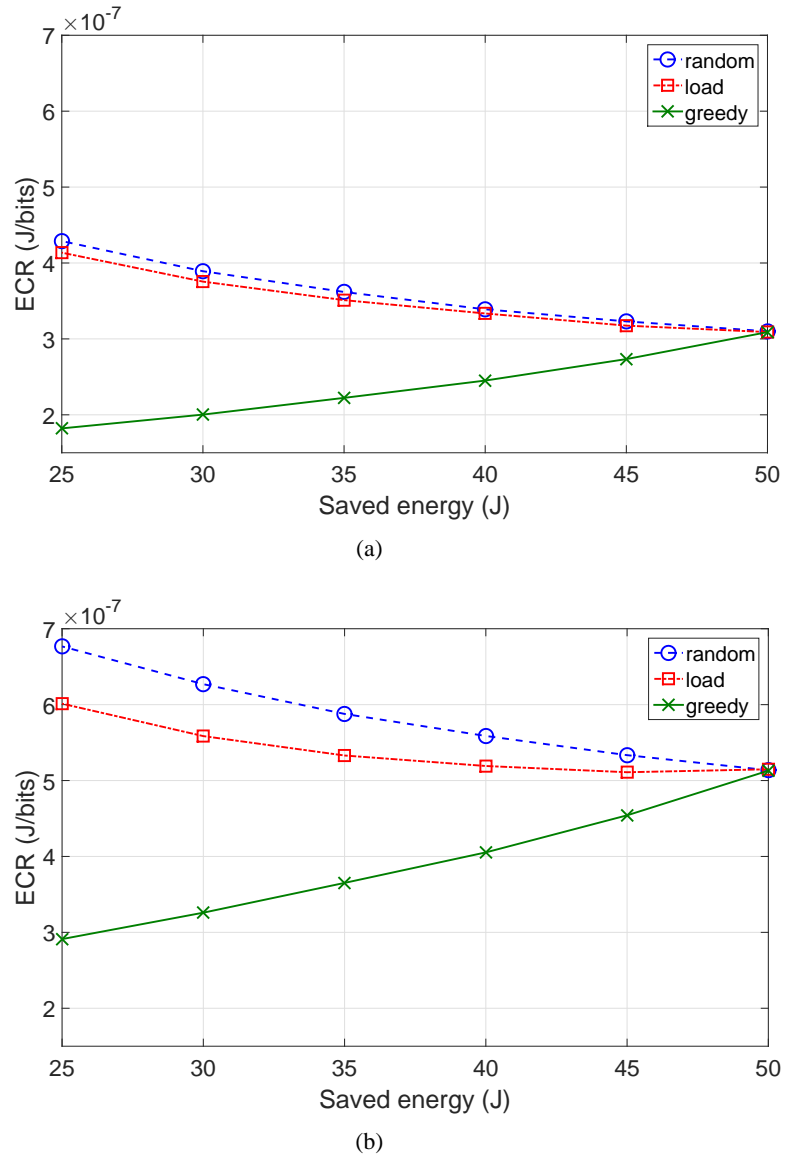 7 ×10-7
6
5
4
3
2
ECR (J/bits)
random
load
greedy
25 30 35 40 45 50
Saved energy (J)
(a)
7 ×10-7
6
5
4
3
2
ECR (J/bits)
random
load
greedy
25 30 35 40 45 50
Saved energy (J)
(b)